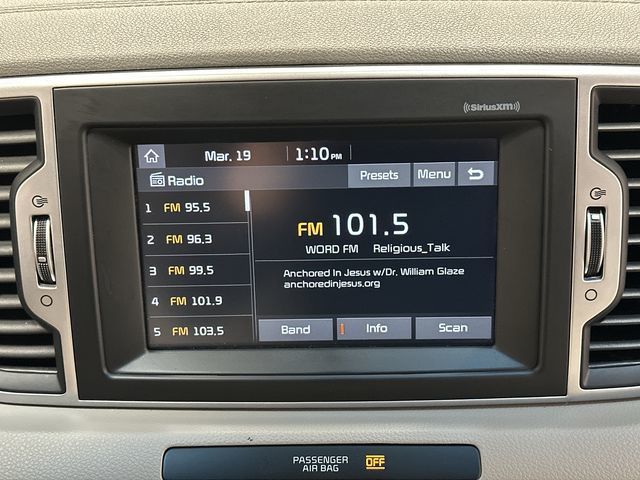 SiriusXM
Mar. 19 1:10 PM
Radio Presets Menu
1 FM 95.5
2 FM 96.3
3 FM 99.5
4 FM 101.9
5 FM 103.5
FM 101.5
WORD FM Religious_Talk
Anchored In Jesus w/Dr. William Glaze
anchoredinjesus.org
Band Info Scan
PASSENGER
AIR BAG OFF